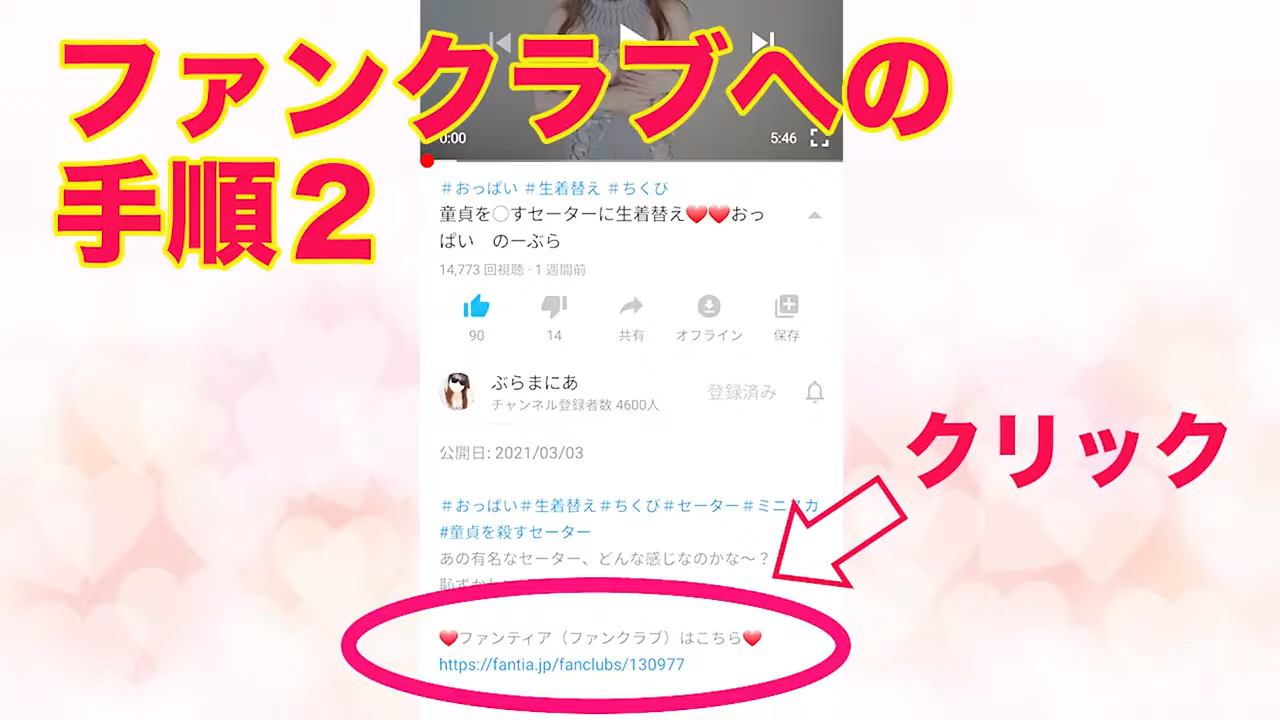 ファンクラブへの
手順2
0:00
5:46
#おっぱい #生着替え #ちくび
童貞を◯すセーターに生着替え❤️❤️おっ
ぱい　のーぶら
14,773 回視聴・1 週間前
90
14
共有
オフライン
保存
ぶらまにあ
チャンネル登録者数 4600人
登録済み
公開日: 2021/03/03
クリック
#おっぱい#生着替え#ちくび#セーター#ミニスカ
#童貞を殺すセーター
あの有名なセーター、どんな感じなのかな〜？
❤️ファンティア（ファンクラブ）はこちら❤️
https://fantia.jp/fanclubs/130977